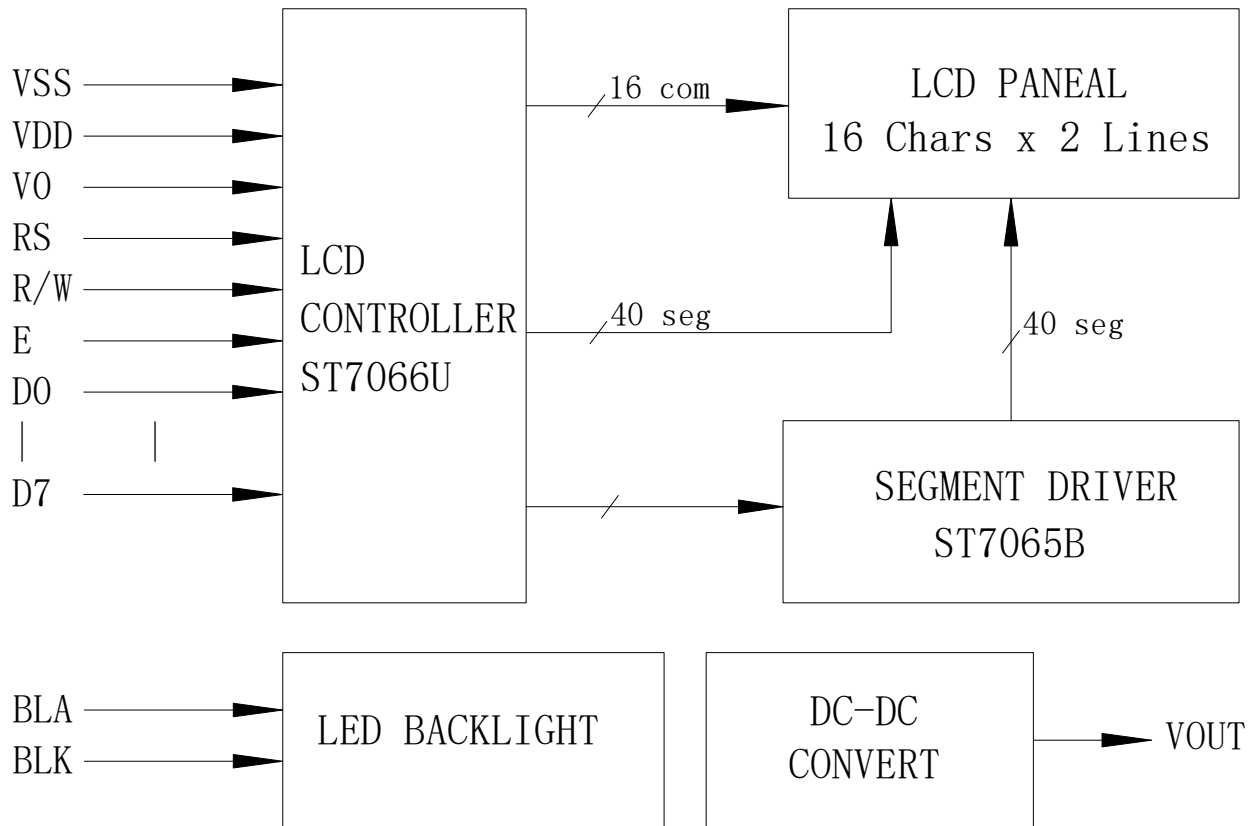 VSS
VDD
V0
RS
R/W
E
D0
D7
LCD
CONTROLLER
ST7066U
16 com
40 seg
LCD PANEAL
16 Chars x 2 Lines
40 seg
SEGMENT DRIVER
ST7065B
BLA
BLK
LED BACKLIGHT
DC-DC
CONVERT
VOUT